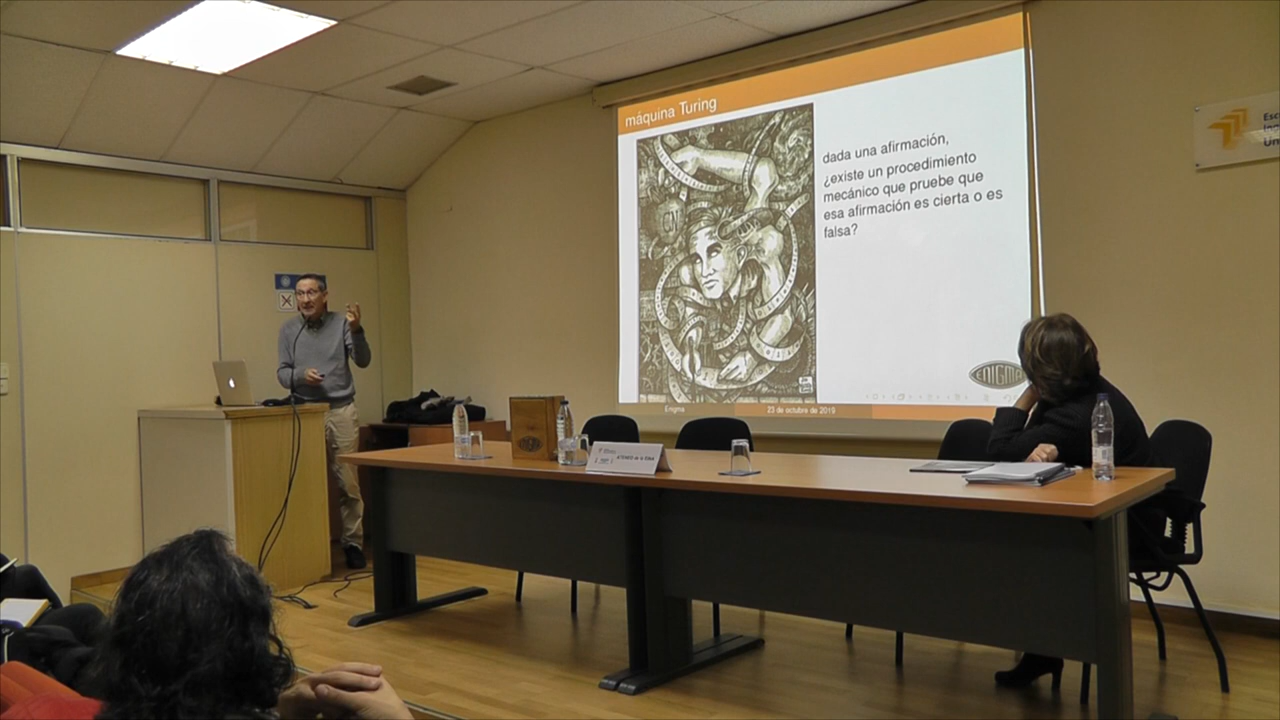 máquina Turing
dada una afirmación,
¿existe un procedimiento
mecánico que pruebe que
esa afirmación es cierta o es
falsa?
ENIGMA
Enigma
23 de octubre de 2019